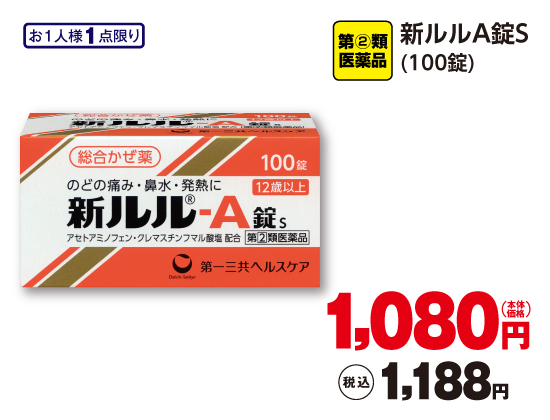 お1人様1点限り
第②類
医薬品
新ルルA錠S
(100錠)
100錠
総合かぜ薬
100錠
のどの痛み・鼻水・発熱に
12歳以上
新ルル®-A錠s
アセトアミノフェン・クレマスチンフマル酸塩 配合
第②類医薬品
Daiichi-Sankyo
第一三共ヘルスケア
1,080円
(本体価格)
税込 1,188円